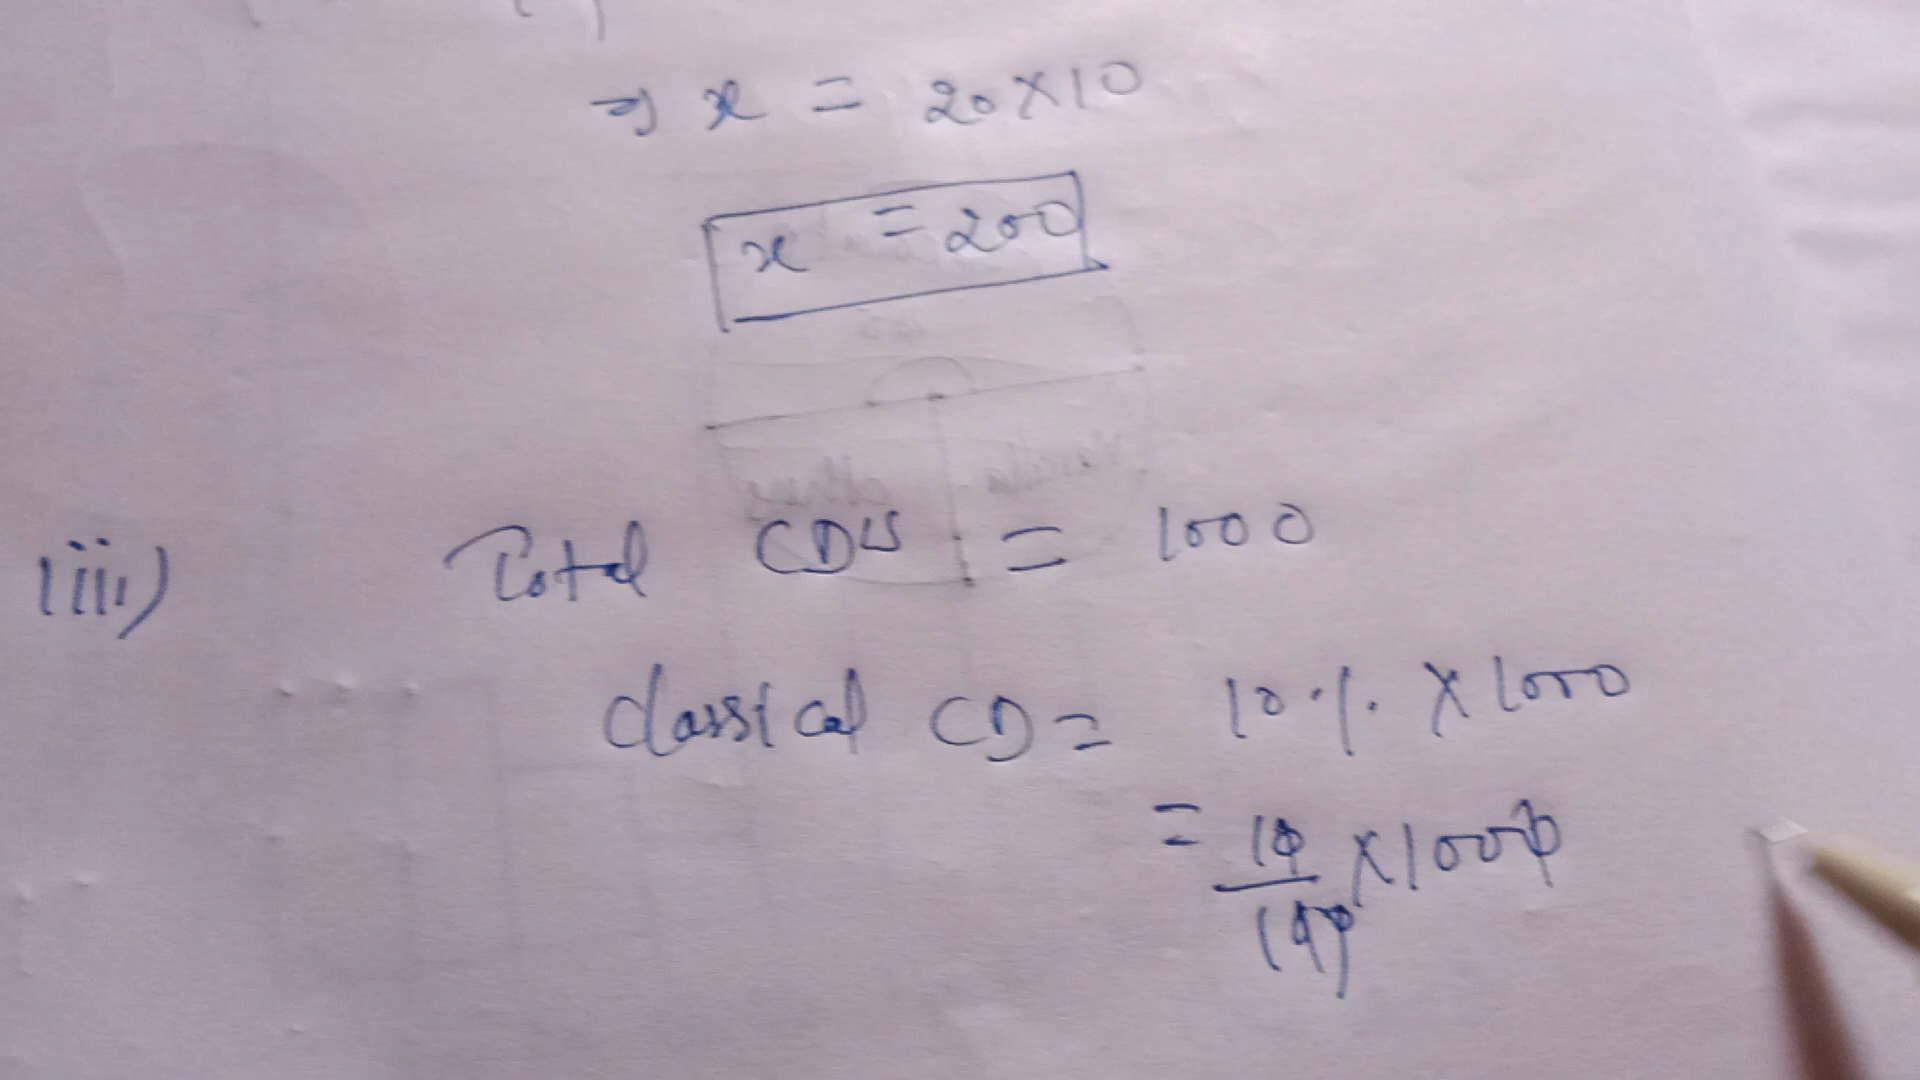 ⇒ x = 20×10
x = 200
(iii) Total CD's = 1000
Classical CD = 10% × 1000
= 10/100 × 1000